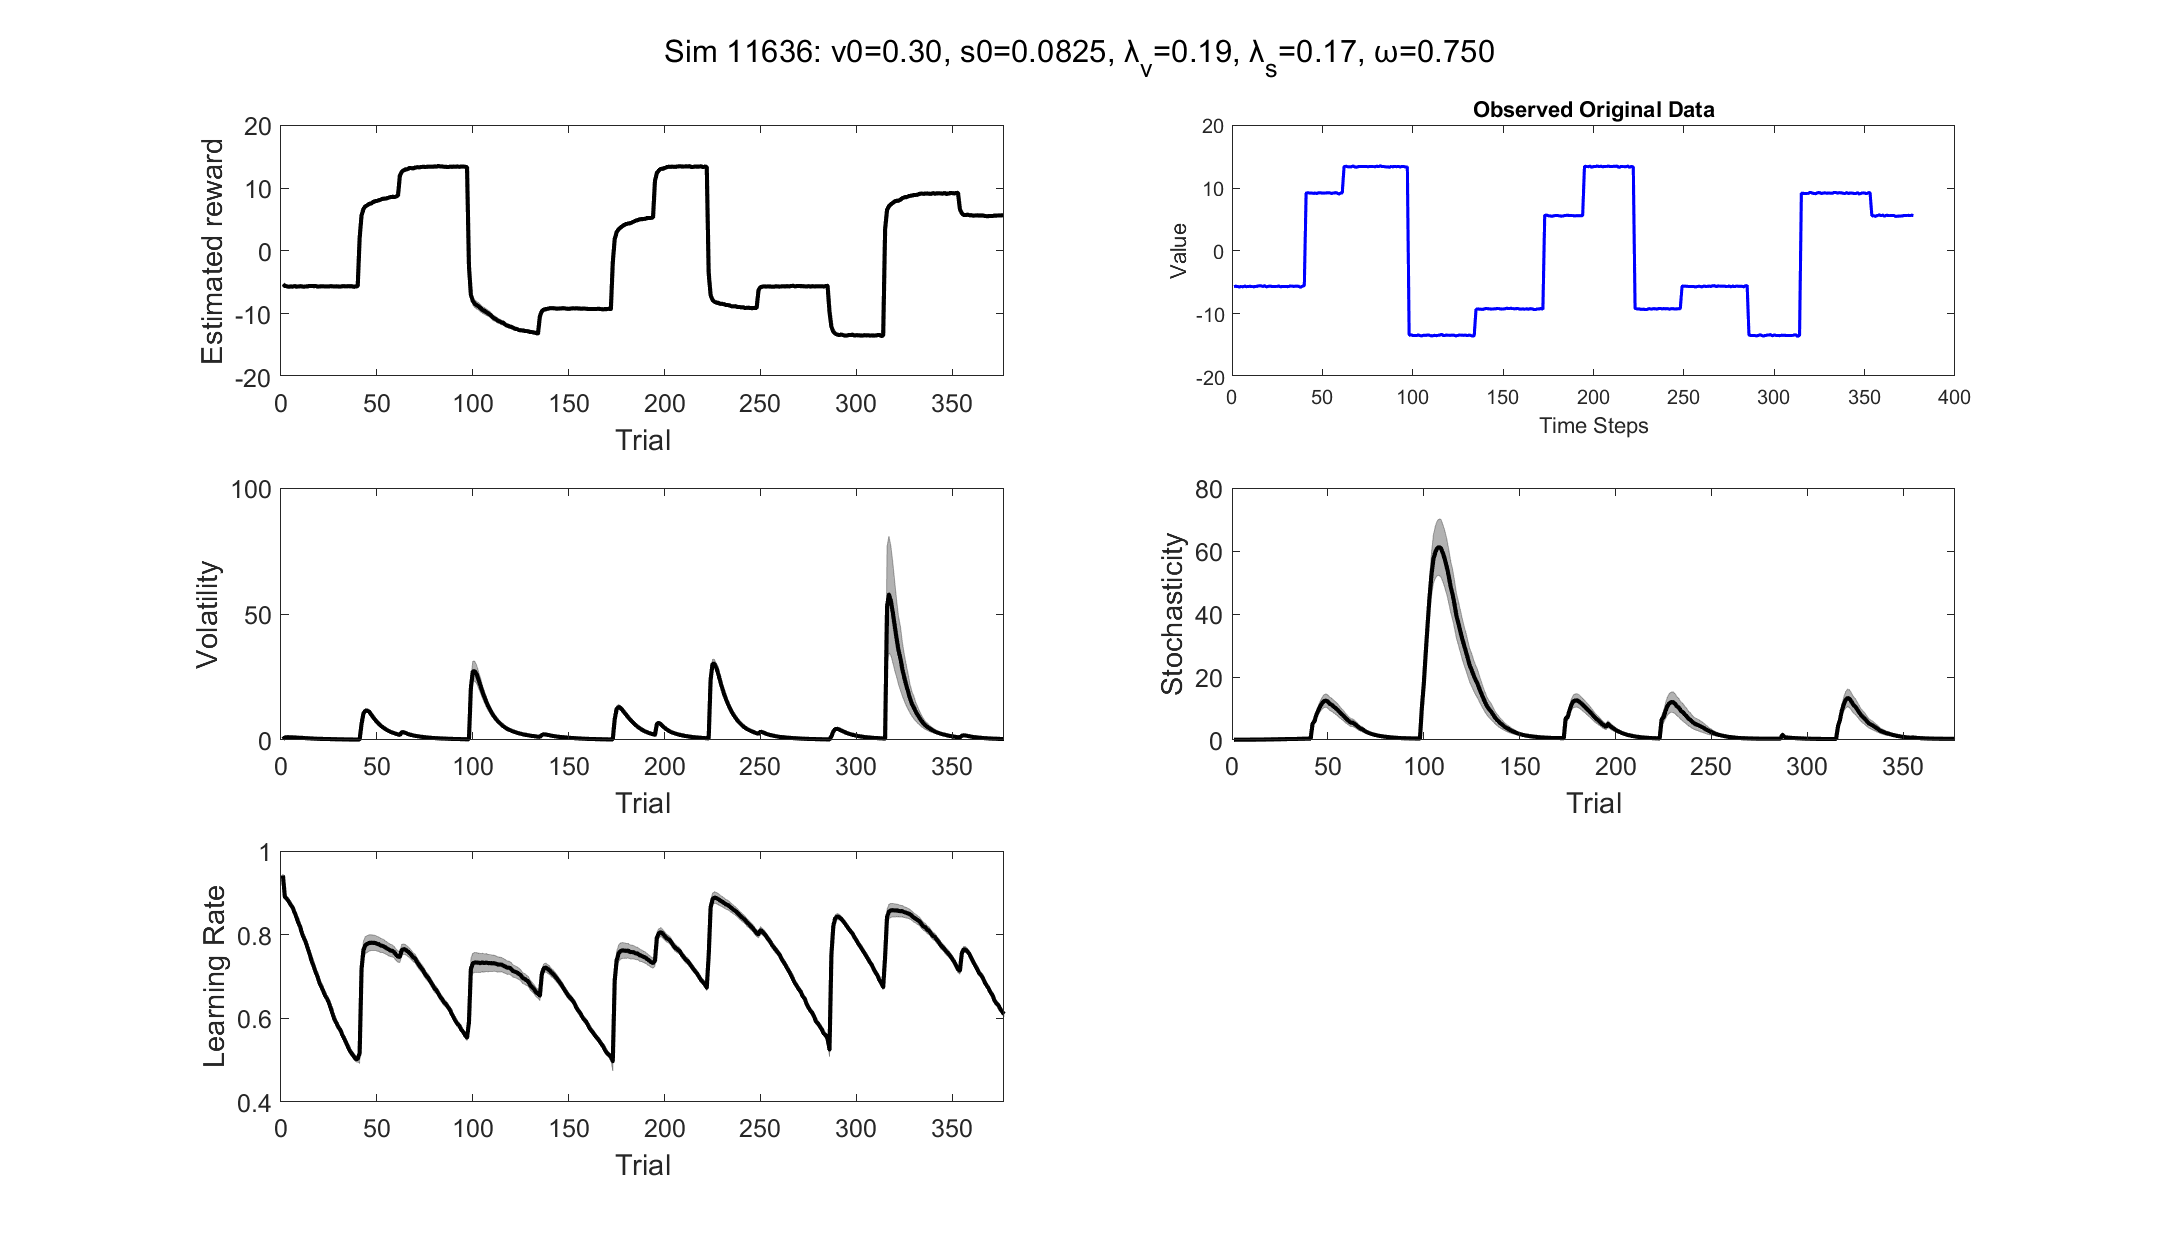 Sim 11636: v0=0.30, s0=0.0825, λv=0.19, λs=0.17, ω=0.750
20
10
0
-10
-20
Estimated reward
0 50 100 150 200 250 300 350
Trial
Observed Original Data
20
10
0
-10
-20
Value
0 50 100 150 200 250 300 350 400
Time Steps
100
50
0
Volatility
0 50 100 150 200 250 300 350
Trial
80
60
40
20
0
Stochasticity
0 50 100 150 200 250 300 350
Trial
1
0.8
0.6
0.4
Learning Rate
0 50 100 150 200 250 300 350
Trial